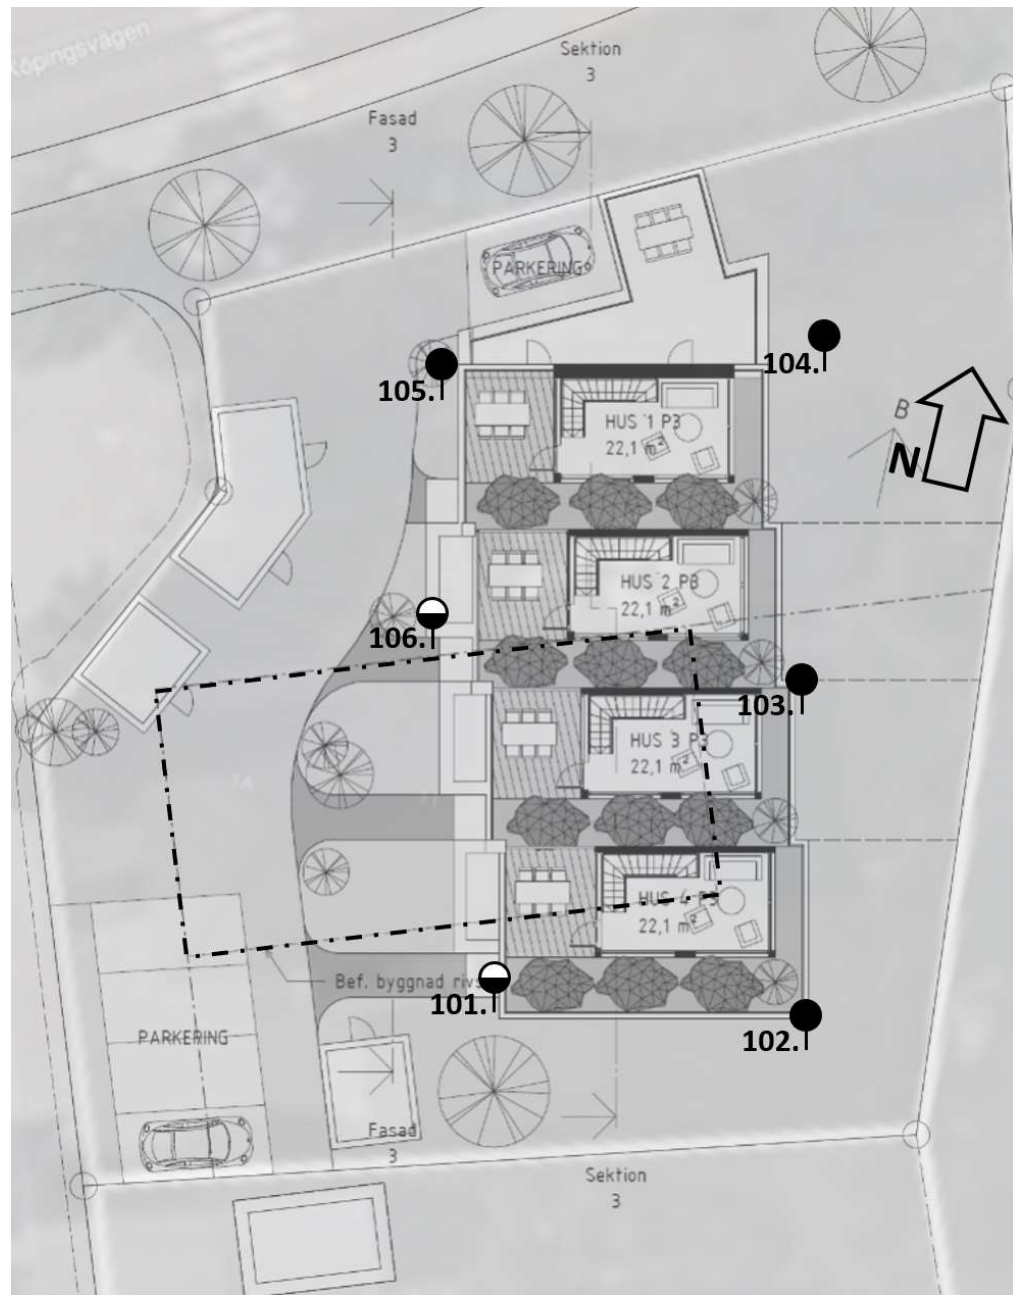 Köpingsvägen
Sektion
3
Fasad
3
PARKERING
104.
105.
B
N
HUS 1 P3
22,1 m²
HUS 2 P3
22,1 m²
106.
103.
HUS 3 P3
22,1 m²
HUS 4 P3
22,1 m²
Bef. byggnad rivs
101.
102.
PARKERING
Fasad
3
Sektion
3